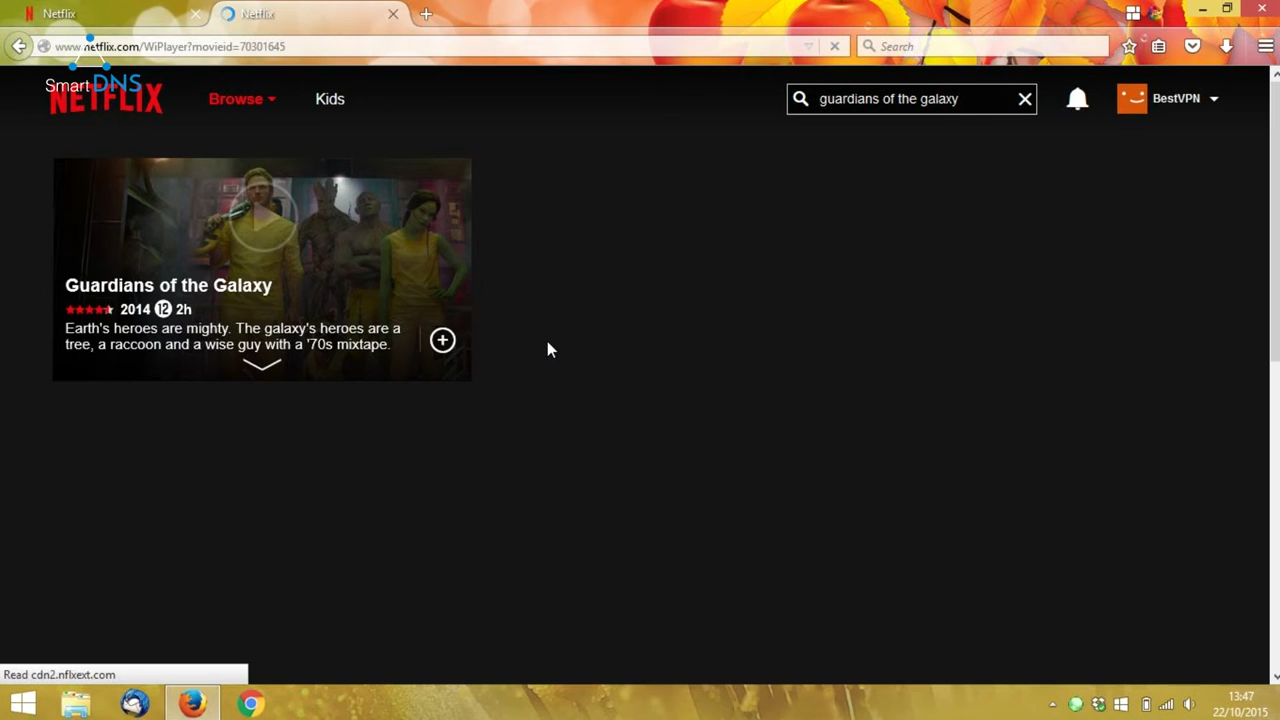 Netflix
Netflix
www.netflix.com/WiPlayer?movieid=70301645
Search
SmartDNS
NETFLIX
Browse
Kids
guardians of the galaxy
BestVPN
Guardians of the Galaxy
2014 12 2h
Earth's heroes are mighty. The galaxy's heroes are a
tree, a raccoon and a wise guy with a '70s mixtape.
Read cdn2.nflxext.com
13:47
22/10/2015